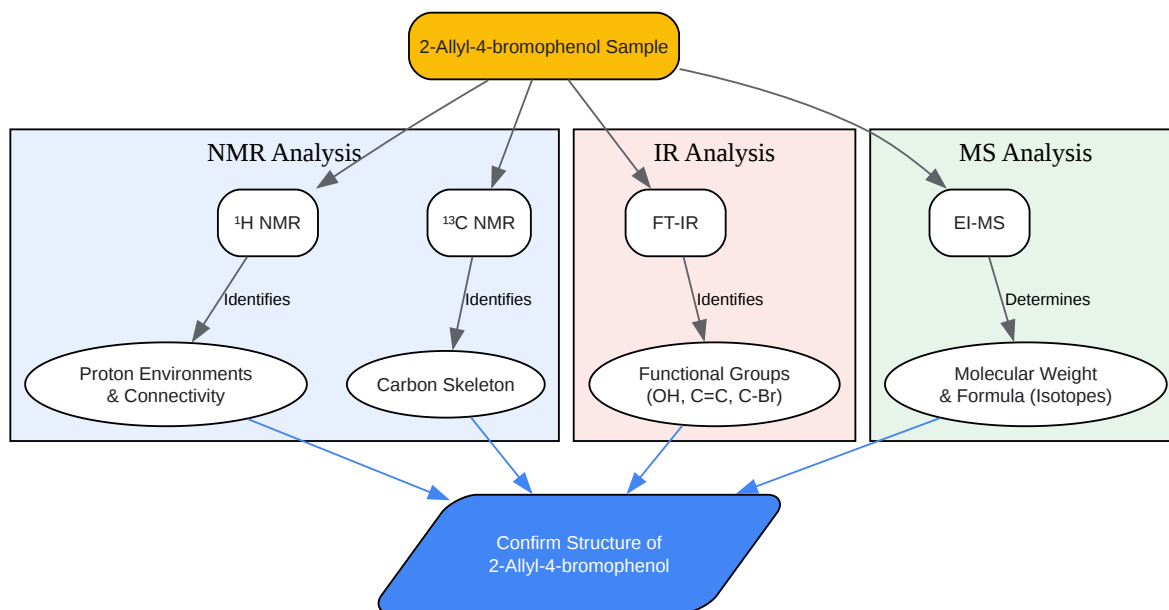 2-Allyl-4-bromophenol Sample
NMR Analysis
IR Analysis
MS Analysis
¹H NMR
¹³C NMR
FT-IR
EI-MS
Identifies
Identifies
Identifies
Determines
Proton Environments
& Connectivity
Carbon Skeleton
Functional Groups
(OH, C=C, C-Br)
Molecular Weight
& Formula (Isotopes)
Confirm Structure of
2-Allyl-4-bromophenol